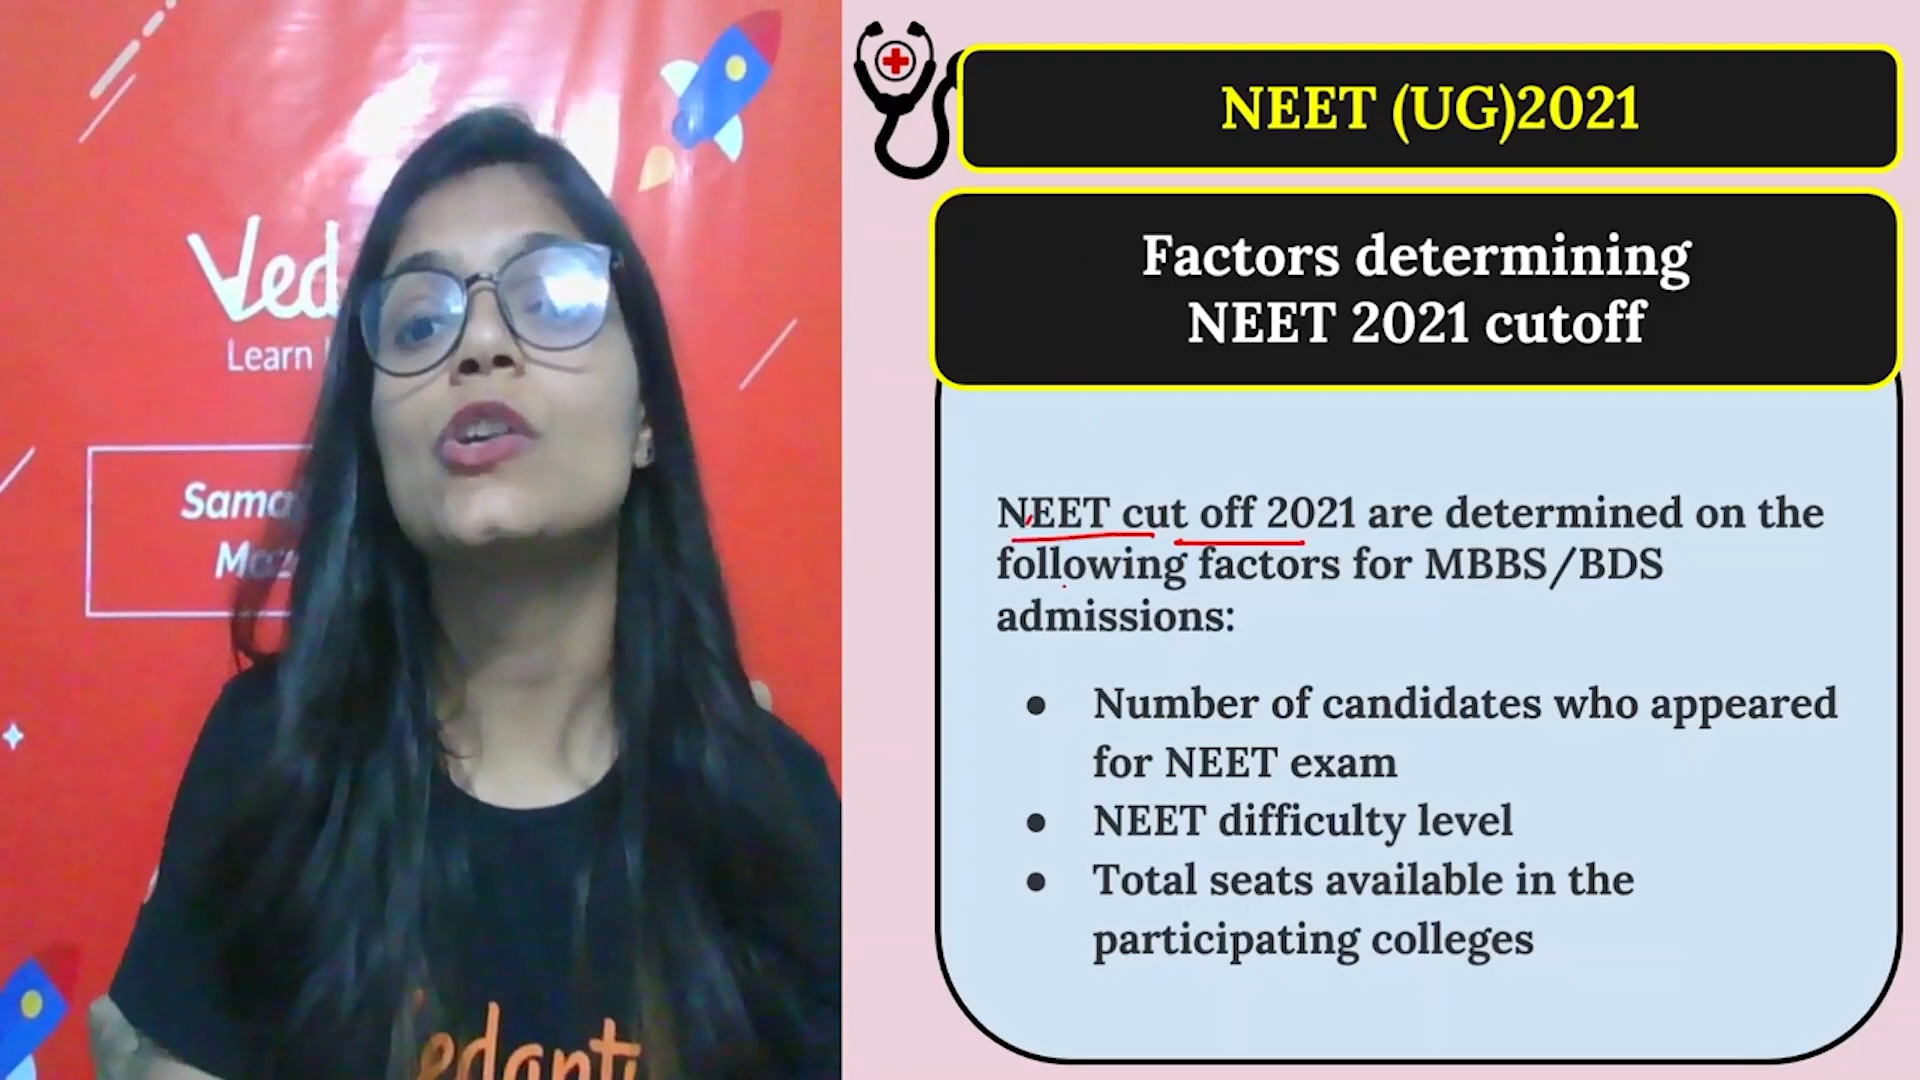 Learn
NEET (UG)2021
Factors determining
NEET 2021 cutoff
NEET cut off 2021 are determined on the
following factors for MBBS/BDS
admissions:
● Number of candidates who appeared
for NEET exam
● NEET difficulty level
● Total seats available in the
participating colleges